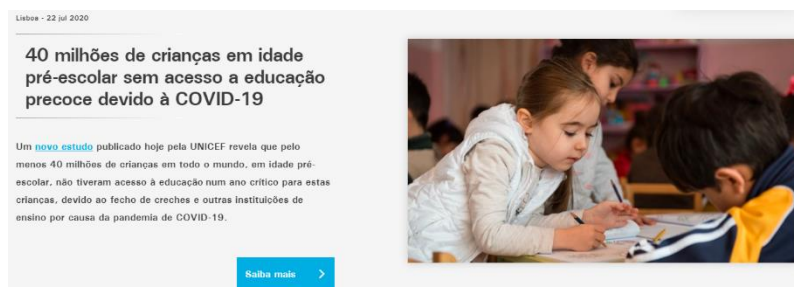 Lisboa - 22 jul 2020
40 milhões de crianças em idade
pré-escolar sem acesso a educação
precoce devido à COVID-19
Um novo estudo publicado hoje pela UNICEF revela que pelo
menos 40 milhões de crianças em todo o mundo, em idade pré-
escolar, não tiveram acesso à educação num ano crítico para estas
crianças, devido ao fecho de creches e outras instituições de
ensino por causa da pandemia de COVID-19.
Saiba mais